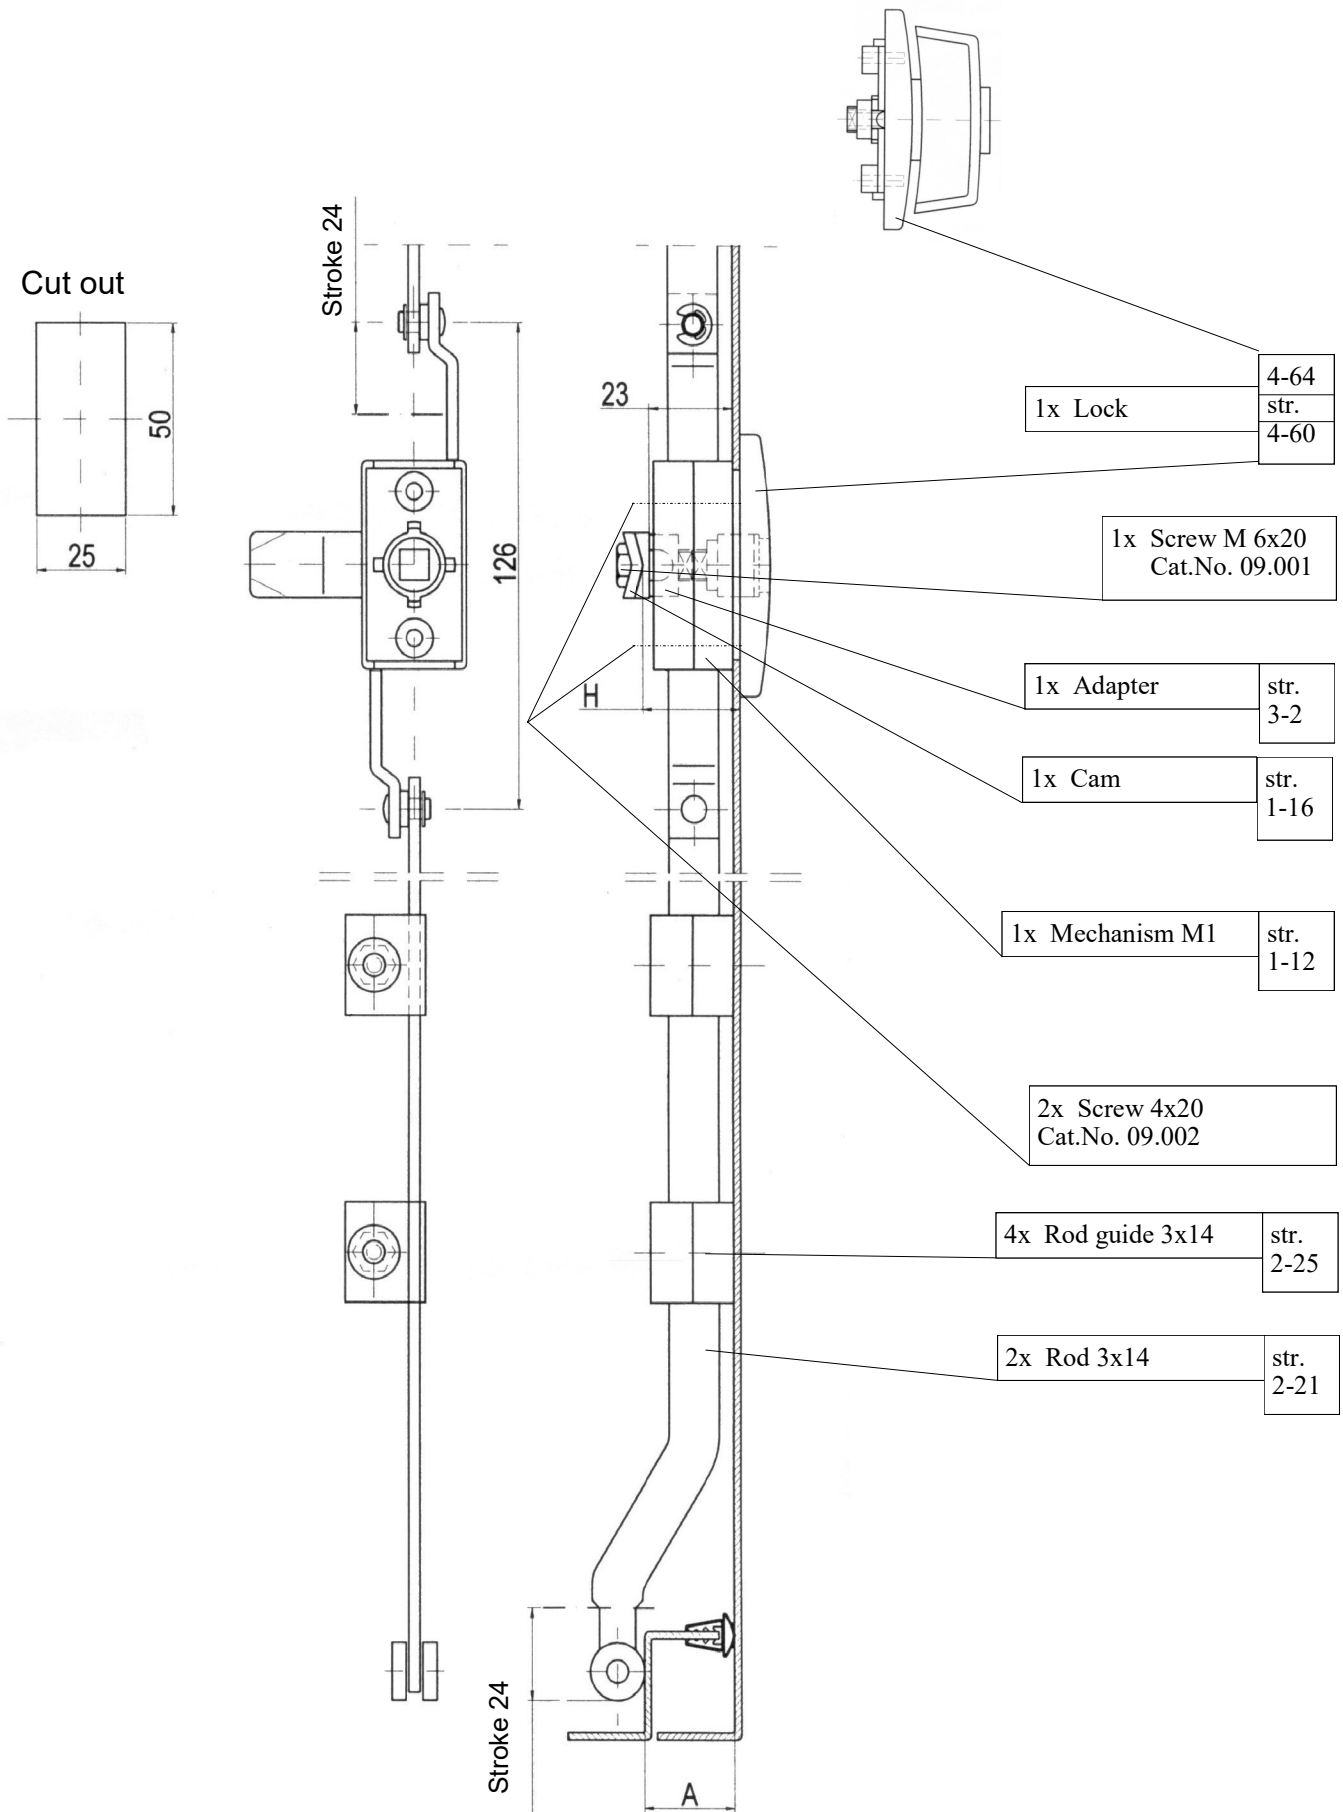 Stroke 24
Cut out
50
25
126
23
H
1x Lock
4-64
str.
4-60
1x Screw M 6x20
Cat.No. 09.001
1x Adapter
str.
3-2
1x Cam
str.
1-16
1x Mechanism M1
str.
1-12
2x Screw 4x20
Cat.No. 09.002
4x Rod guide 3x14
str.
2-25
2x Rod 3x14
str.
2-21
Stroke 24
A